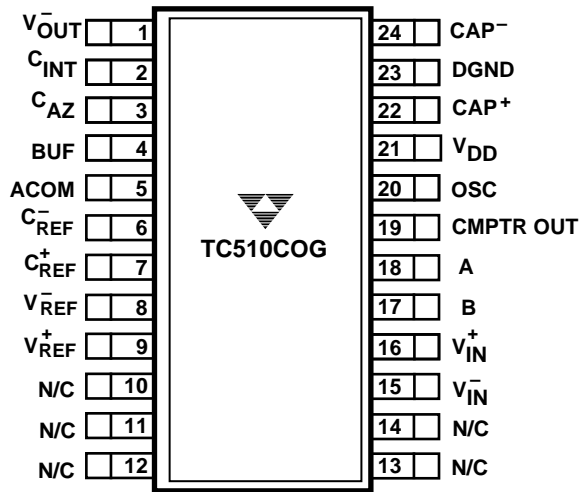 V⁻OUT 1 24 CAP⁻
CINT 2 23 DGND
CAZ 3 22 CAP⁺
BUF 4 21 VDD
ACOM 5 20 OSC
C⁻REF 6 19 CMPTR OUT
C⁺REF 7 18 A
V⁻REF 8 17 B
V⁺REF 9 16 V⁺IN
N/C 10 15 V⁻IN
N/C 11 14 N/C
N/C 12 13 N/C
TC510COG